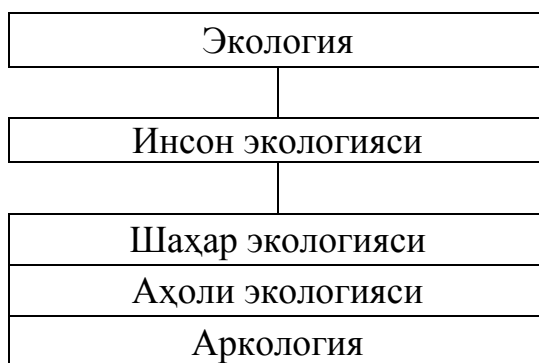 Экология
Инсон экологияси
Шаҳар экологияси
Аҳоли экологияси
Аркология